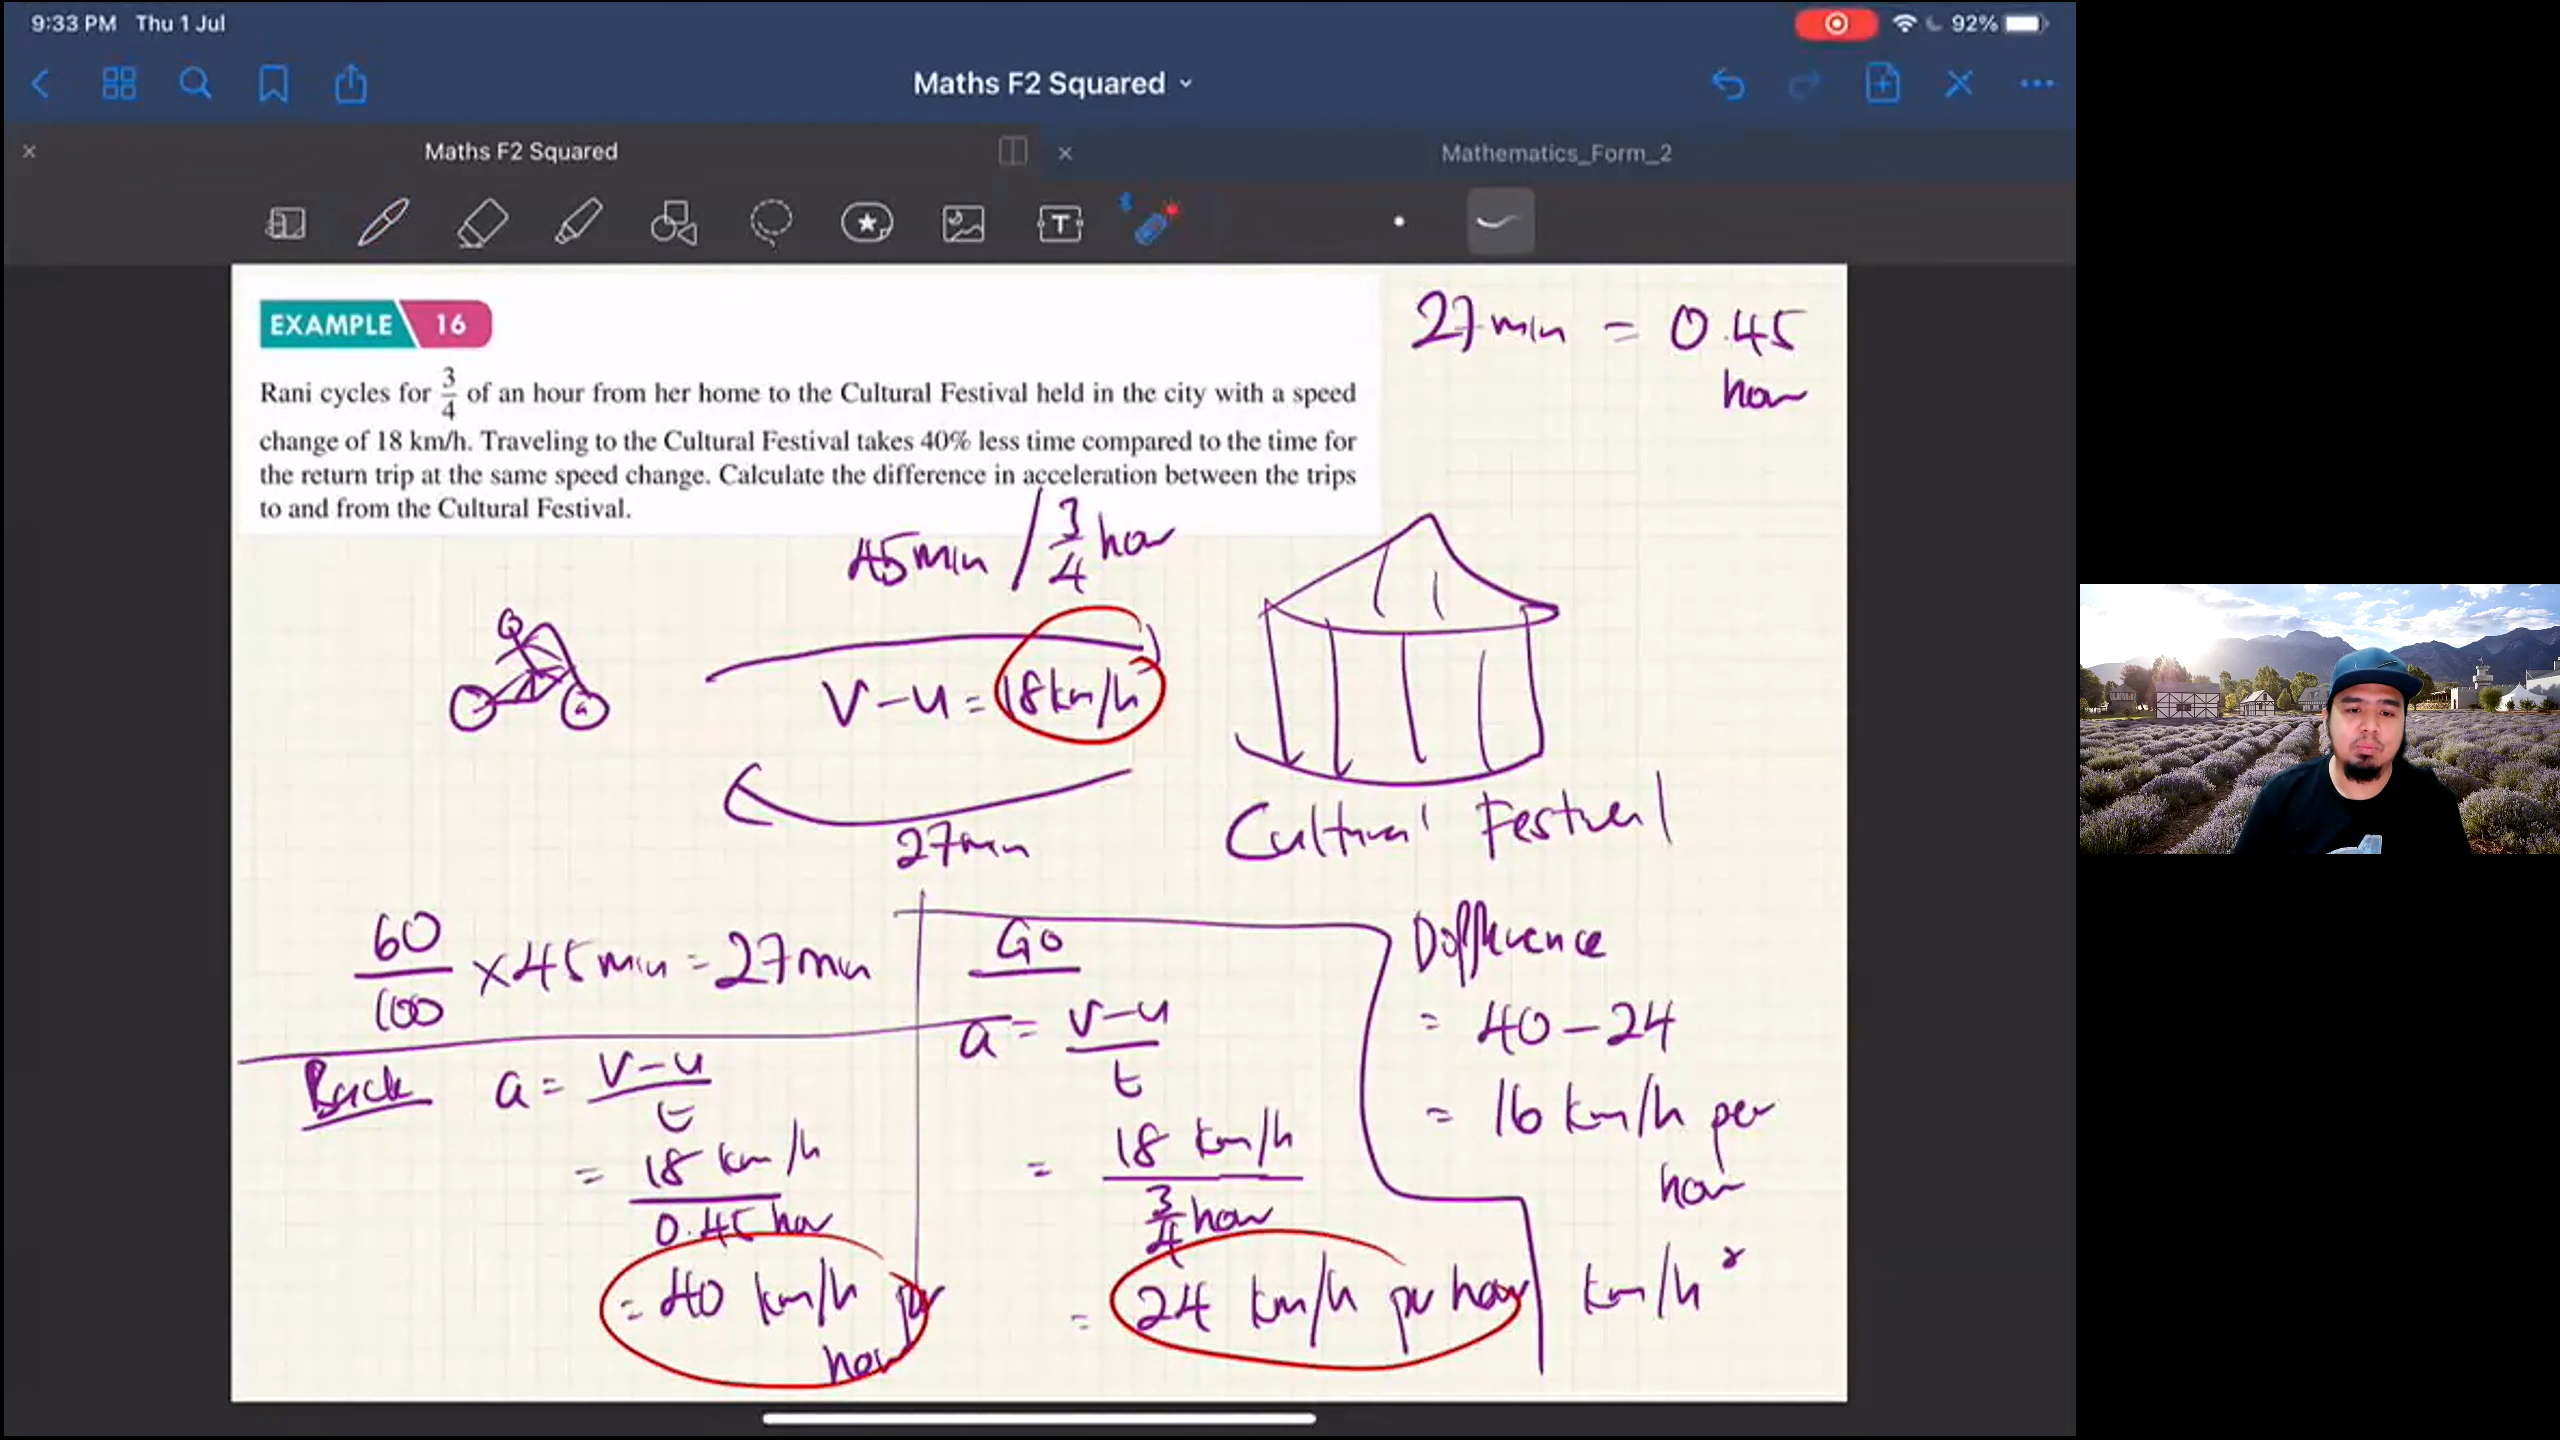 9:33 PM Thu 1 Jul
92%
Maths F2 Squared
Maths F2 Squared
Mathematics_Form_2
T
EXAMPLE 16
Rani cycles for 3/4 of an hour from her home to the Cultural Festival held in the city with a speed
change of 18 km/h. Traveling to the Cultural Festival takes 40% less time compared to the time for
the return trip at the same speed change. Calculate the difference in acceleration between the trips
to and from the Cultural Festival.
27 min = 0.45
hour
45 min / 3/4 hour
V-u = 18 km/h
27 min
Cultural Festival
60/100 × 45 min = 27 min
Back
a = V-u/t
= 18 km/h / 0.45 hour
= 40 km/h per
hour
Go
a = V-u/t
= 18 km/h / 3/4 hour
= 24 km/h per hour
Difference
= 40 - 24
= 16 km/h per
hour
km/h²